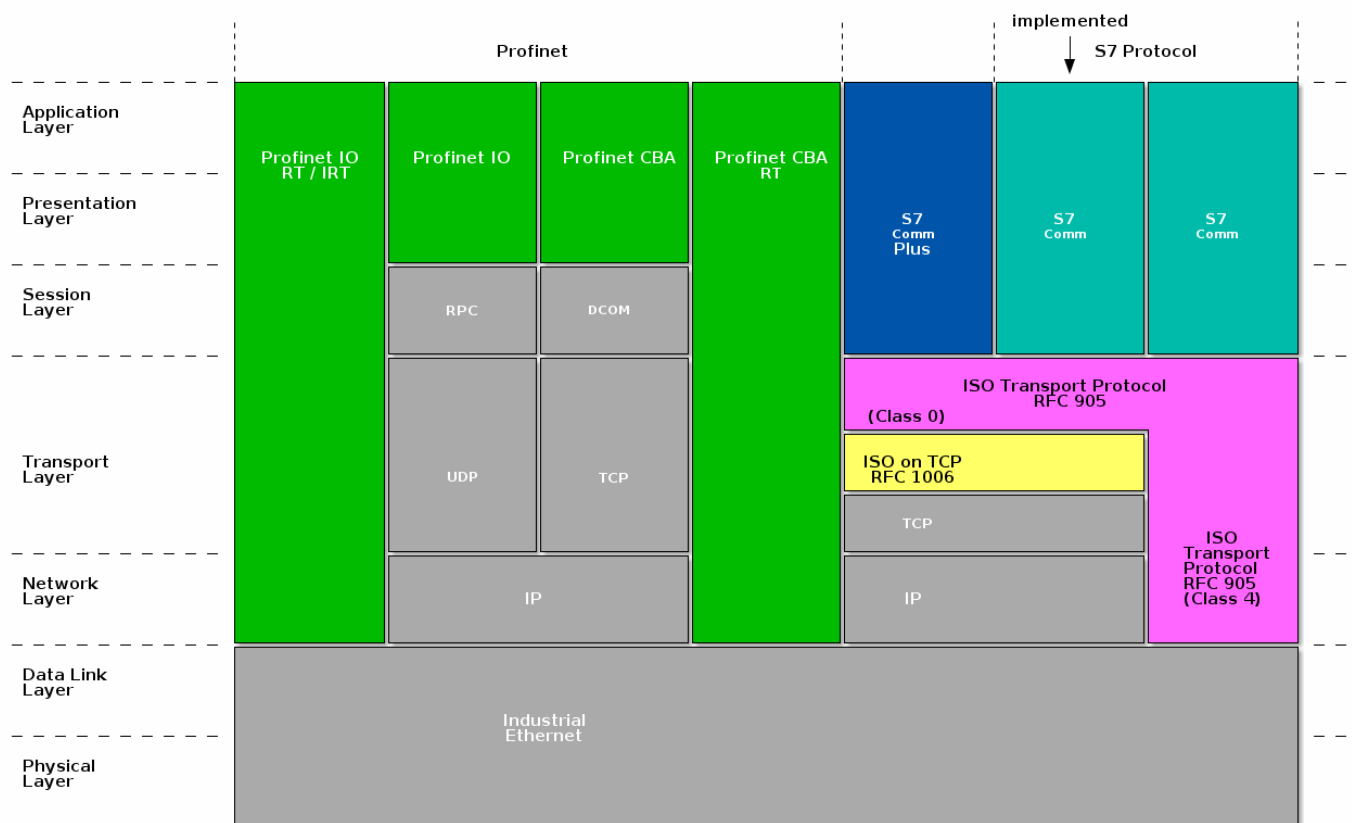 implemented
Profinet
S7 Protocol
Application
Layer
Profinet IO
RT / IRT
Profinet IO
Profinet CBA
Profinet CBA
RT
Presentation
Layer
S7
Comm
Plus
S7
Comm
S7
Comm
Session
Layer
RPC
DCOM
ISO Transport Protocol
RFC 905
(Class 0)
Transport
Layer
UDP
TCP
ISO on TCP
RFC 1006
TCP
ISO
Transport
Protocol
RFC 905
(Class 4)
Network
Layer
IP
IP
Data Link
Layer
Industrial
Ethernet
Physical
Layer